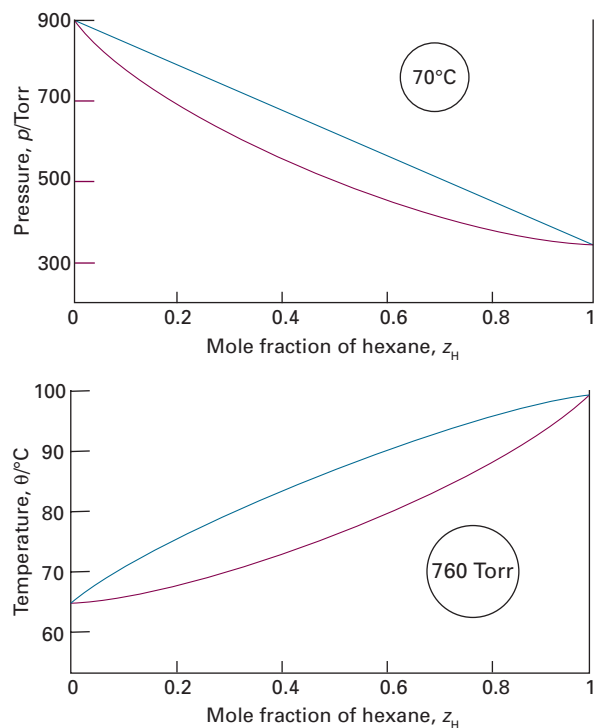 900
700
500
300
Pressure, p/Torr
70°C
0 0.2 0.4 0.6 0.8 1
Mole fraction of hexane, zH
100
90
80
70
60
Temperature, θ/°C
760 Torr
0 0.2 0.4 0.6 0.8 1
Mole fraction of hexane, zH